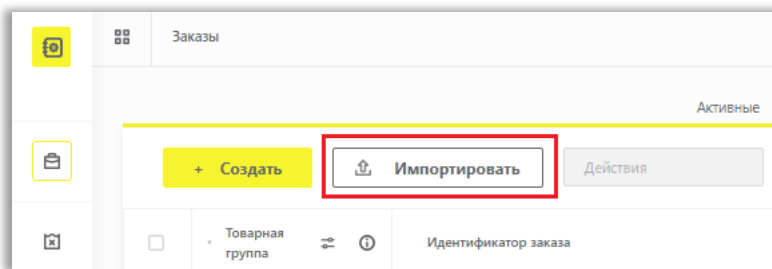 Заказы
Активные
+ Создать
Импортировать
Действия
Товарная
группа
Идентификатор заказа